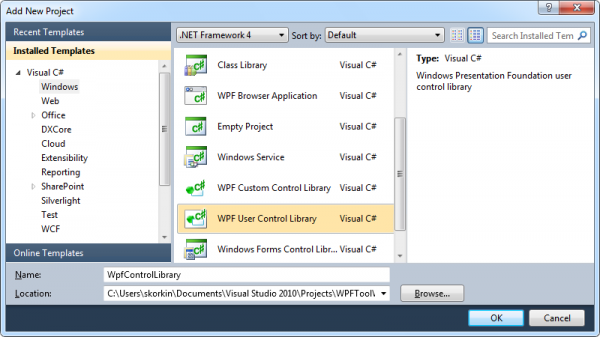 Add New Project
Recent Templates
.NET Framework 4
Sort by:
Default
Search Installed Tem
Installed Templates
Visual C#
Windows
Web
Office
DXCore
Cloud
Extensibility
Reporting
SharePoint
Silverlight
Test
WCF
Online Templates
Class Library Visual C#
WPF Browser Application Visual C#
Empty Project Visual C#
Windows Service Visual C#
WPF Custom Control Library Visual C#
WPF User Control Library Visual C#
Windows Forms Control Libr... Visual C#
Type: Visual C#
Windows Presentation Foundation user
control library
Name: WpfControlLibrary
Location: C:\Users\skorkin\Documents\Visual Studio 2010\Projects\WPFTool\
Browse...
OK
Cancel